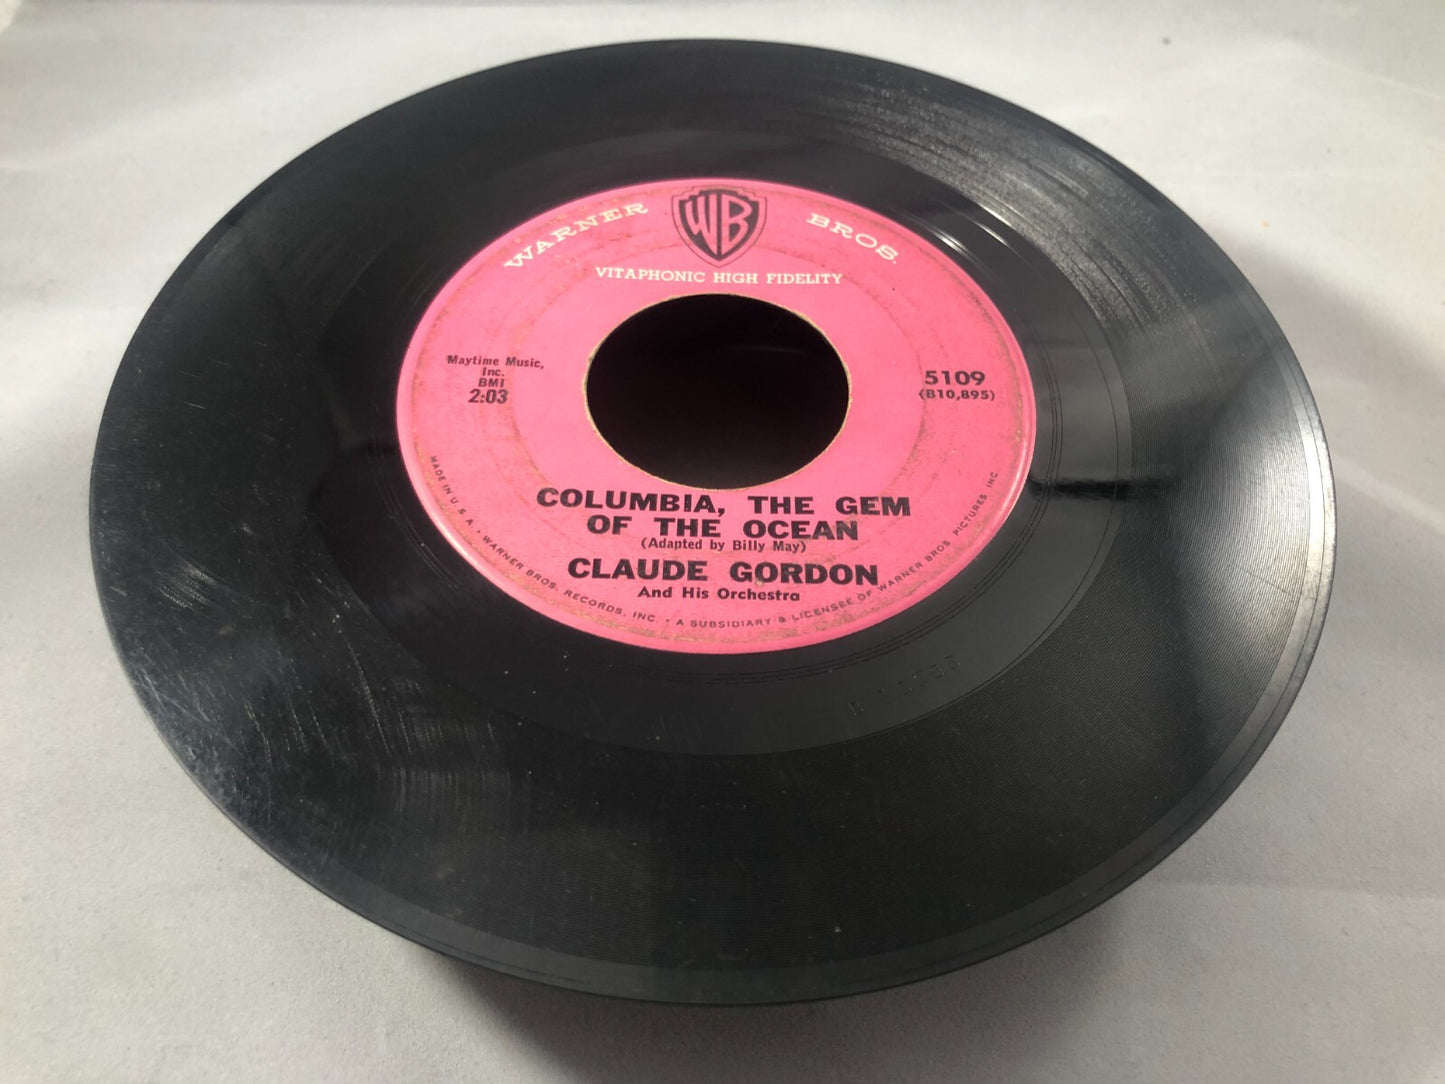 WARNER BROS.
WB
VITAPHONIC HIGH FIDELITY
Maytime Music,
Inc.
BMI
2:03
5109
(B10,895)
COLUMBIA, THE GEM
OF THE OCEAN
(Adapted by Billy May)
CLAUDE GORDON
And His Orchestra
MADE IN U.S.A. • WARNER BROS. RECORDS, INC. • A SUBSIDIARY & LICENSEE OF WARNER BROS. PICTURES INC.